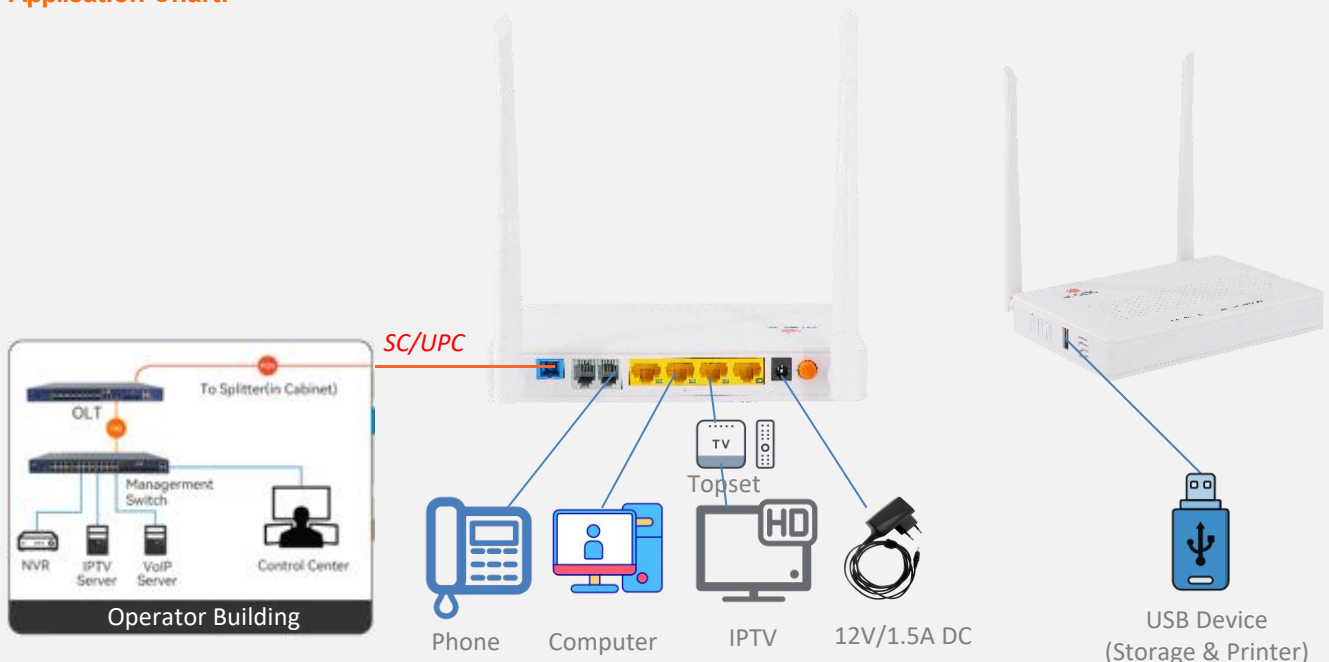 Application Chart:
SC/UPC
PON
To Splitter(in Cabinet)
OLT
Managerment
Switch
NVR
IPTV
Server
VoIP
Server
Control Center
Operator Building
TV
Topset
HD
Phone
Computer
IPTV
12V/1.5A DC
USB Device
(Storage & Printer)